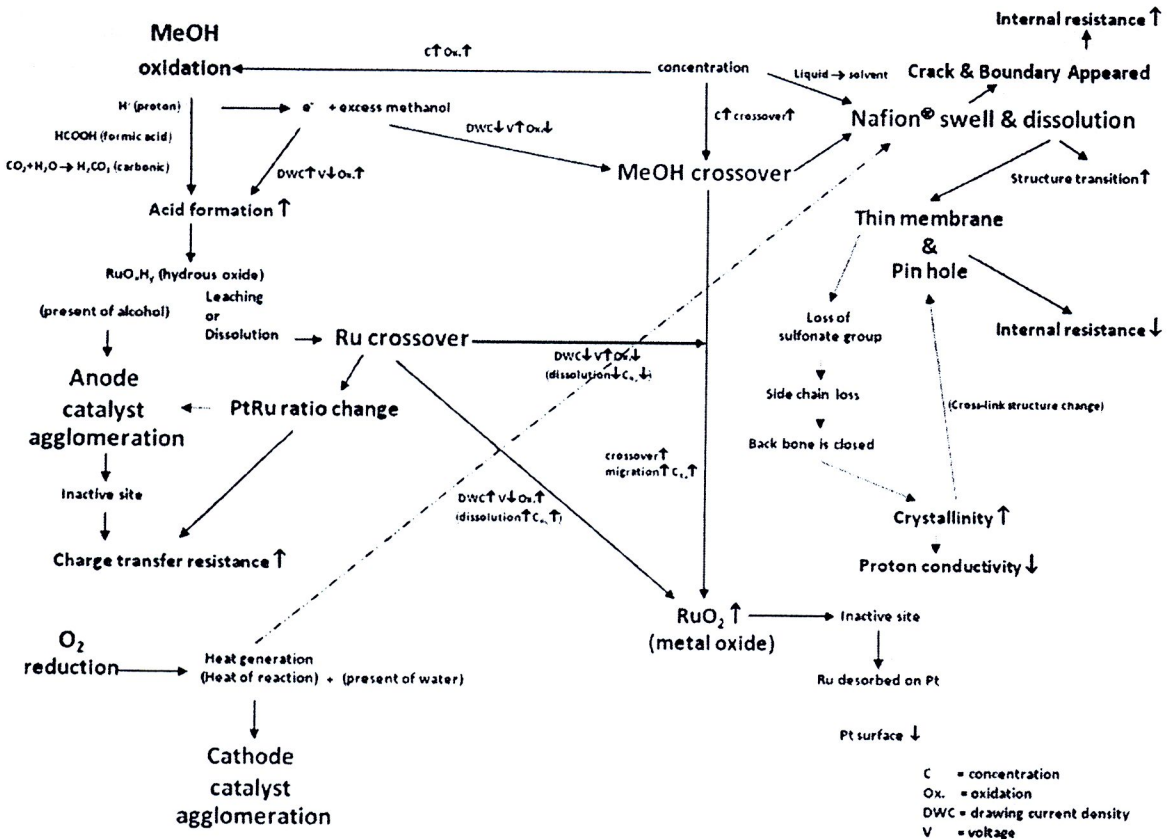 Internal resistance ↑
MeOH
oxidation
C↑ Ox.↑
concentration
Liquid → solvent
Crack & Boundary Appeared
H⁺ (proton)
e⁻ + excess methanol
DWC↓ V↑ Ox.↓
C↑ crossover↑
Nafion® swell & dissolution
HCOOH (formic acid)
CO₂+H₂O → H₂CO₃ (carbonic)
DWC↑ V↓ Ox.↑
MeOH crossover
Structure transition↑
Acid formation ↑
Thin membrane
&
Pin hole
RuOₓHᵧ (hydrous oxide)
Leaching
or
Dissolution
(present of alcohol)
Loss of
sulfonate group
Internal resistance ↓
Ru crossover
DWC↓ V↑ Ox.↓
(dissolution↓
Anode
catalyst
agglomeration
PtRu ratio change
Side chain loss
(Cross-link structure change)
Back bone is closed
crossover↑
migration↑
Inactive site
DWC↑ V↓ Ox.↑
(dissolution↑
Crystallinity ↑
Charge transfer resistance ↑
Proton conductivity ↓
RuO₂ ↑
(metal oxide)
Inactive site
O₂
reduction
Heat generation
(Heat of reaction) + (present of water)
Ru desorbed on Pt
Pt surface ↓
Cathode
catalyst
agglomeration
C = concentration
Ox. = oxidation
DWC = drawing current density
V = voltage